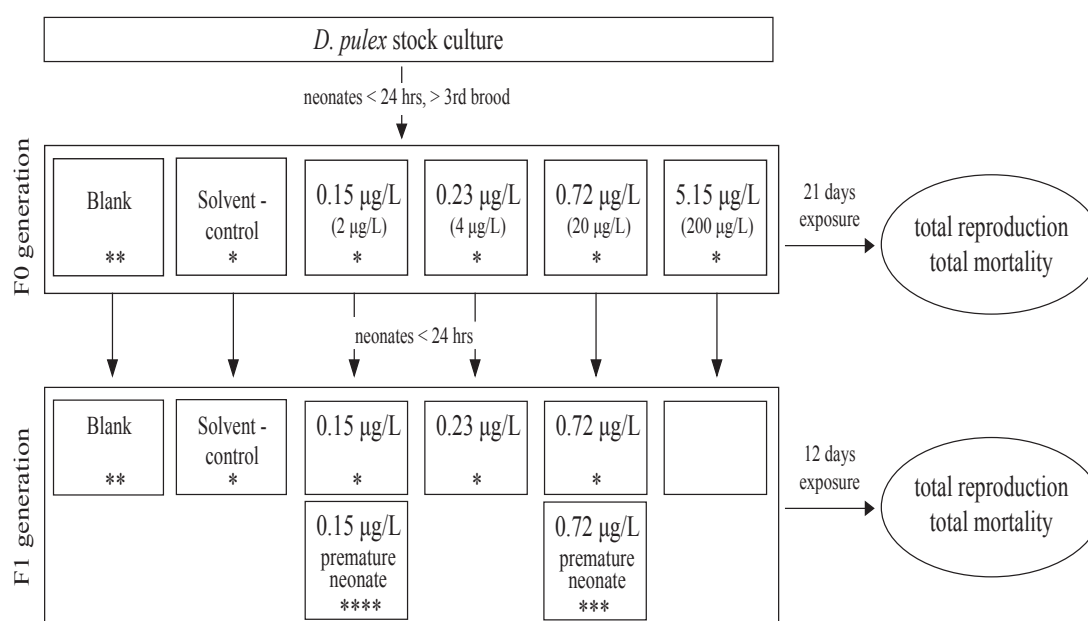 D. pulex stock culture
neonates < 24 hrs, > 3rd brood
F0 generation
Blank
**
Solvent -
control
*
0.15 µg/L
(2 µg/L)
*
0.23 µg/L
(4 µg/L)
*
0.72 µg/L
(20 µg/L)
*
5.15 µg/L
(200 µg/L)
*
21 days
exposure
total reproduction
total mortality
neonates < 24 hrs
F1 generation
Blank
**
Solvent -
control
*
0.15 µg/L
*
0.23 µg/L
*
0.72 µg/L
*
0.15 µg/L
premature
neonate
****
0.72 µg/L
premature
neonate
***
12 days
exposure
total reproduction
total mortality